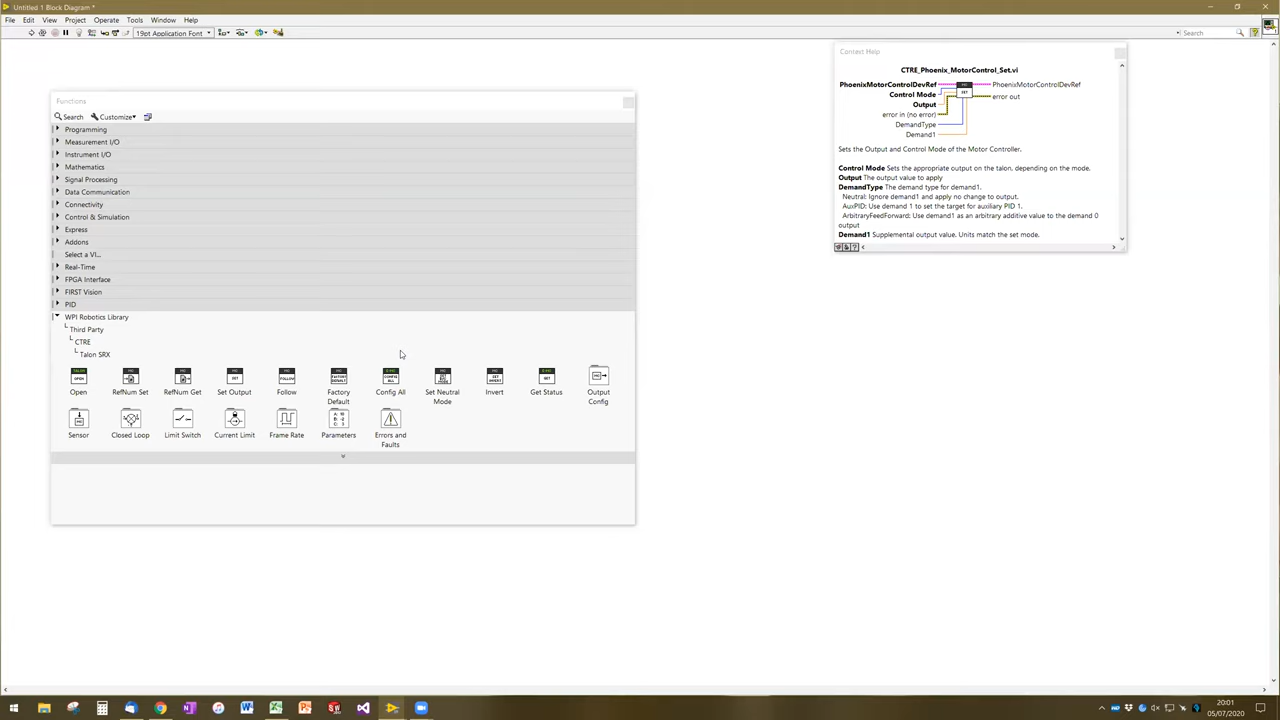 Untitled 1 Block Diagram *
File Edit View Project Operate Tools Window Help
19pt Application Font
Search
Context Help
CTRE_Phoenix_MotorControl_Set.vi
PhoenixMotorControlDevRef PhoenixMotorControlDevRef
Control Mode SET error out
Output
error in (no error)
DemandType
Demand1
Sets the Output and Control Mode of the Motor Controller.
Control Mode Sets the appropriate output on the talon, depending on the mode.
Output The output value to apply
DemandType The demand type for demand1.
Neutral: Ignore demand1 and apply no change to output.
AuxPID: Use demand 1 to set the target for auxiliary PID 1.
ArbitraryFeedForward: Use demand1 as an arbitrary additive value to the demand 0
output
Demand1 Supplemental output value. Units match the set mode.
Functions
Search Customize
Programming
Measurement I/O
Instrument I/O
Mathematics
Signal Processing
Data Communication
Connectivity
Control & Simulation
Express
Addons
Select a VI...
Real-Time
FPGA Interface
FIRST Vision
PID
WPI Robotics Library
Third Party
CTRE
Talon SRX
Open RefNum Set RefNum Get Set Output Follow Factory Default Config All Set Neutral Mode Invert Get Status Output Config
Sensor Closed Loop Limit Switch Current Limit Frame Rate Parameters Errors and Faults
20:01
05/07/2020